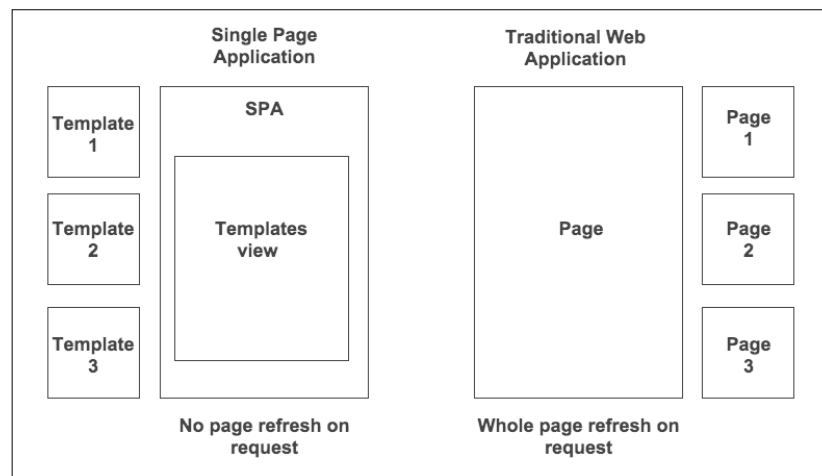 Single Page
Application
Template
1
Template
2
Template
3
SPA
Templates
view
No page refresh on
request
Traditional Web
Application
Page
Page
1
Page
2
Page
3
Whole page refresh on
request